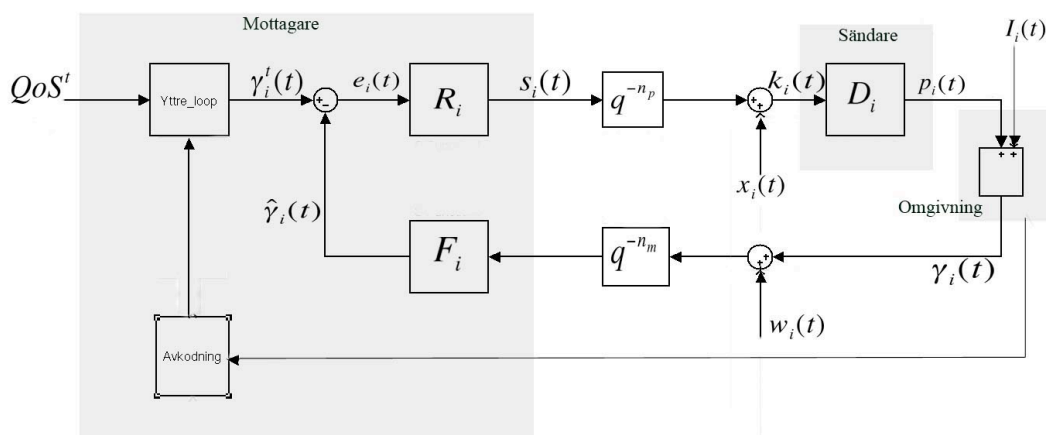 Mottagare
Sändare
I_i(t)
QoS^t
Yttre_loop
γ_i^t(t)
+
−
e_i(t)
R_i
s_i(t)
q^{-n_p}
+
+
k_i(t)
D_i
p_i(t)
x_i(t)
+ +
Omgivning
γ̂_i(t)
F_i
q^{-n_m}
+
+
γ_i(t)
w_i(t)
Avkodning